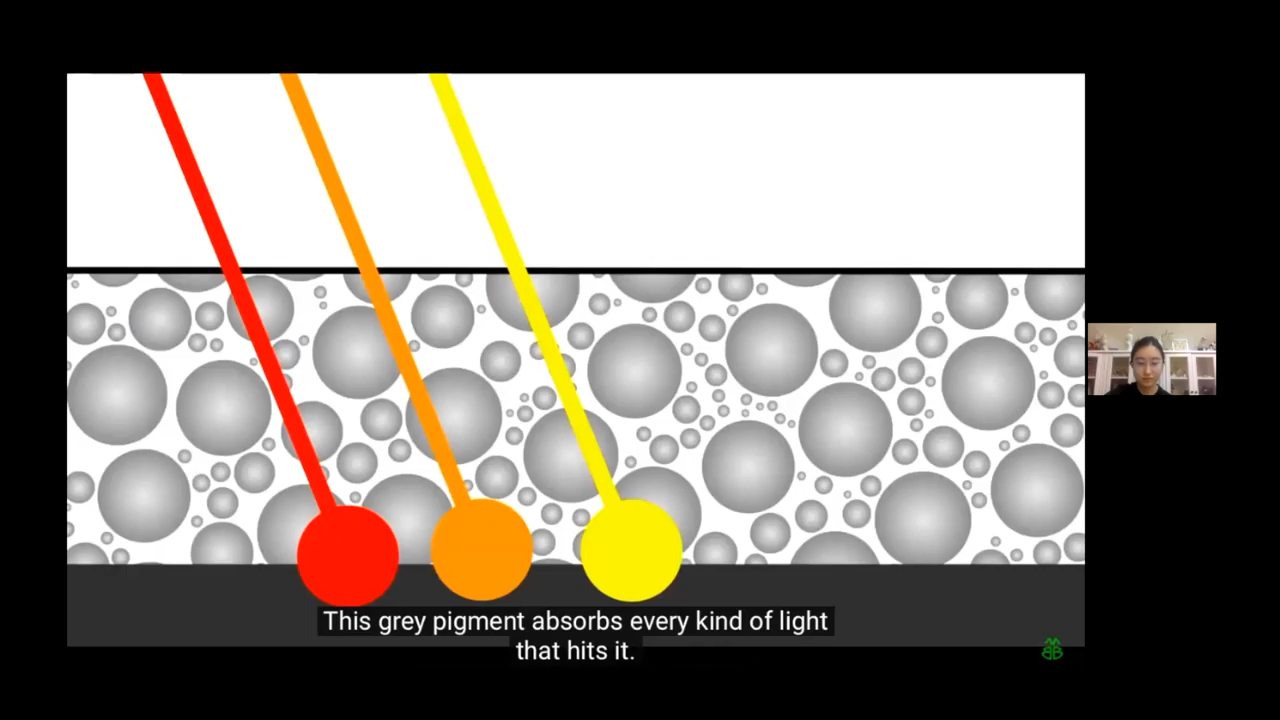 This grey pigment absorbs every kind of light
that hits it.